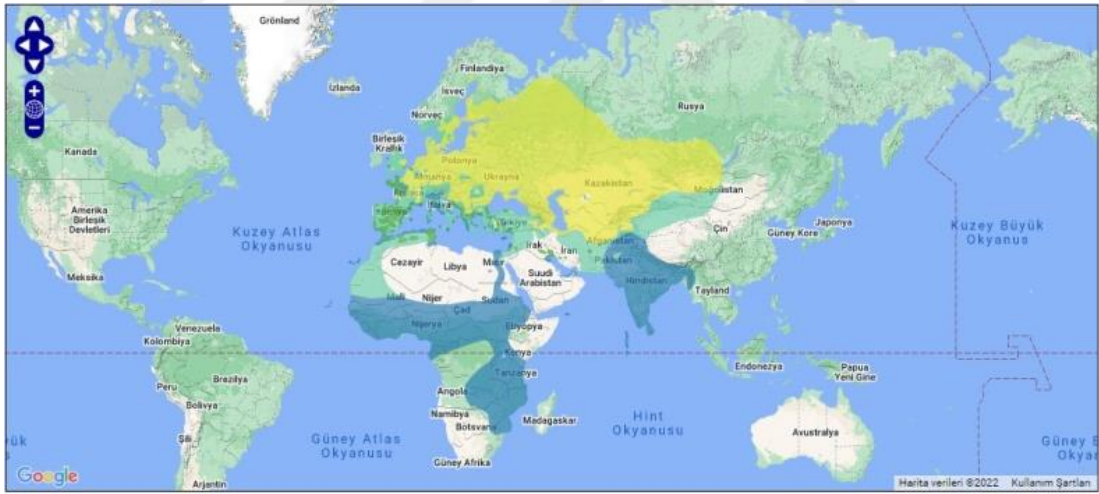 Grönland
İzlanda
Finlandiya
İsveç
Norveç
Rusya
Birleşik
Krallık
Kanada
Polonya
Almanya
Ukrayna
Kazakistan
Moğolistan
İtalya
Amerika
Birleşik
Devletleri
Kuzey Atlas
Okyanusu
Türkiye
Çin
Japonya
Güney Kore
Kuzey Büyük
Okyanus
Irak
İran
Afganistan
Pakistan
Cezayir
Libya
Mısır
Suudi
Arabistan
Hindistan
Meksika
Mali
Nijer
Çad
Sudan
Tayland
Nijerya
Etiyopya
Venezuela
Kolombiya
Kenya
Endonezya
Papua
Yeni Gine
Peru
Brezilya
Tanzanya
Angola
Bolivya
Namibya
Botsvana
Madagaskar
Hint
Okyanusu
Avustralya
Şili
Güney Atlas
Okyanusu
Güney Afrika
Arjantin
Google
Harita verileri ©2022 Kullanım Şartları